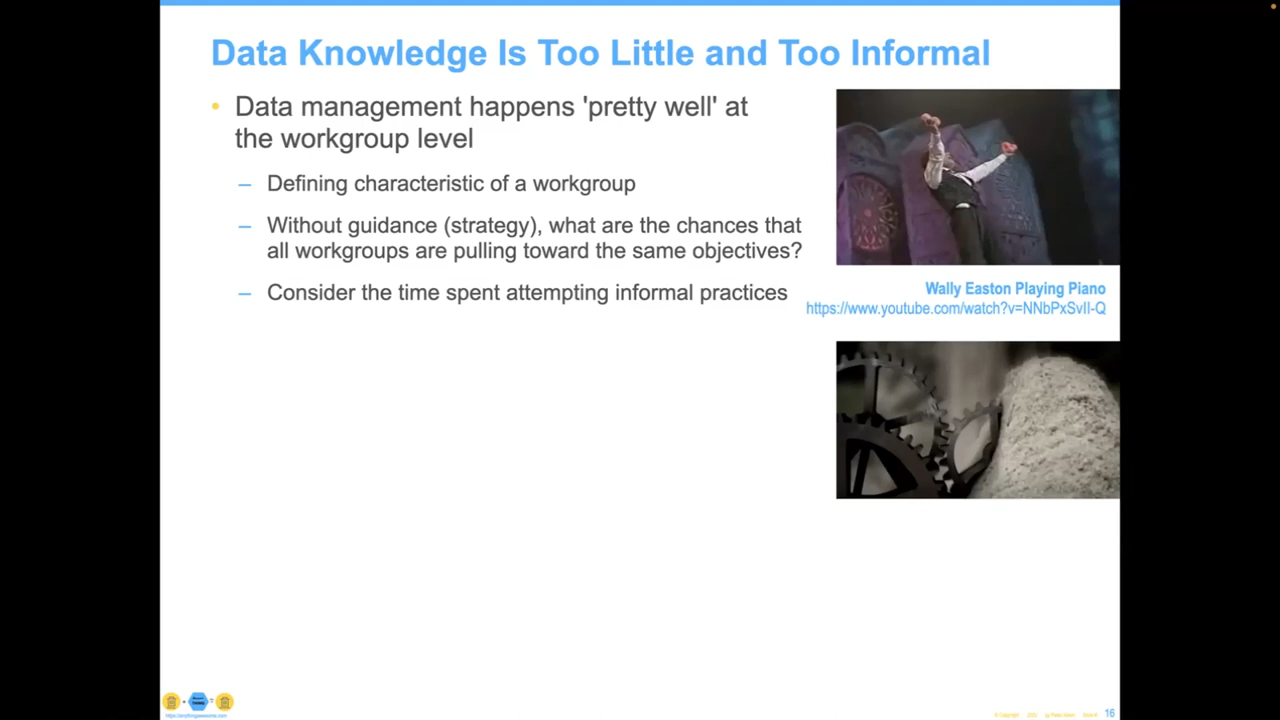 Data Knowledge Is Too Little and Too Informal
• Data management happens 'pretty well' at
the workgroup level
– Defining characteristic of a workgroup
– Without guidance (strategy), what are the chances that
all workgroups are pulling toward the same objectives?
– Consider the time spent attempting informal practices
Wally Easton Playing Piano
https://www.youtube.com/watch?v=NNbPxSvII-Q
© Copyright
16